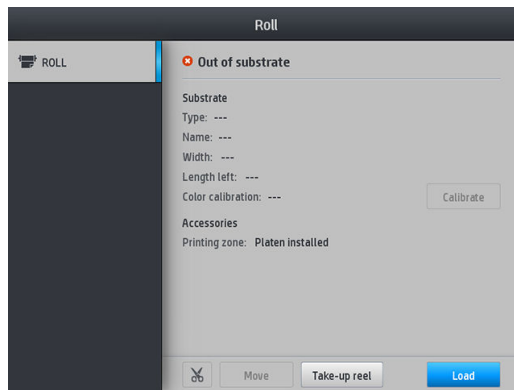 Roll
ROLL
Out of substrate
Substrate
Type: ---
Name: ---
Width: ---
Length left: ---
Color calibration: ---
Calibrate
Accessories
Printing zone: Platen installed
Move
Take-up reel
Load